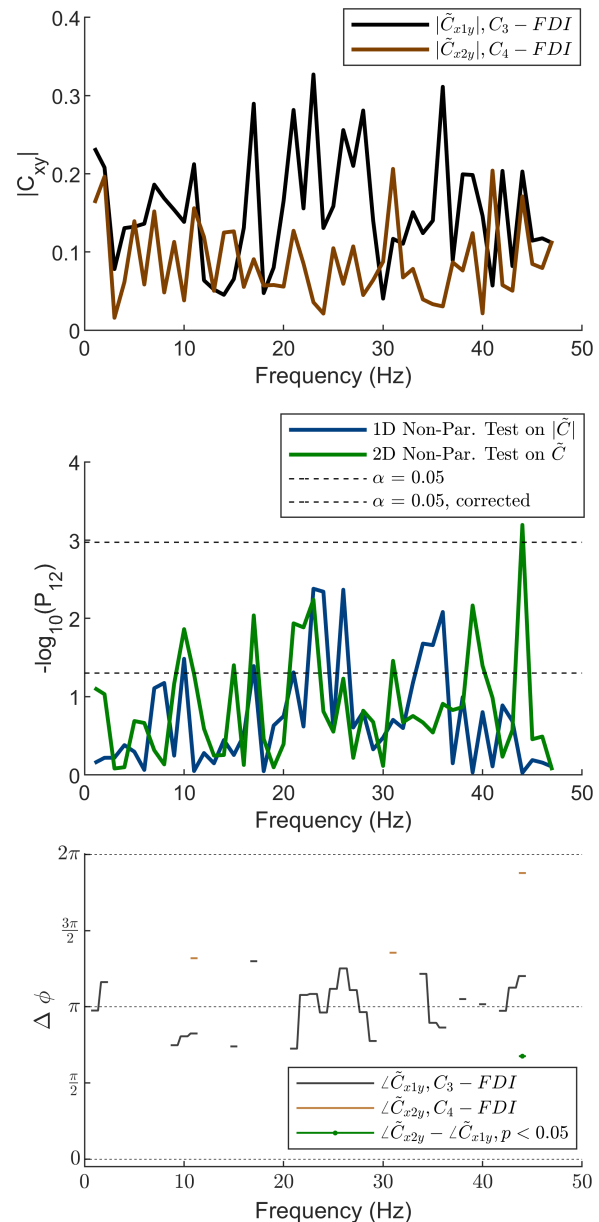 |C̃x1y|, C3 − FDI
|C̃x2y|, C4 − FDI
0.4
0.3
0.2
0.1
0
|Cxy|
0 10 20 30 40 50
Frequency (Hz)
1D Non-Par. Test on |C̃|
2D Non-Par. Test on C̃
α = 0.05
α = 0.05, corrected
4
3
2
1
0
-log10(P12)
0 10 20 30 40 50
Frequency (Hz)
2π
3π/2
π
π/2
0
Δ ϕ
∠C̃x1y, C3 − FDI
∠C̃x2y, C4 − FDI
∠C̃x2y − ∠C̃x1y, p < 0.05
0 10 20 30 40 50
Frequency (Hz)